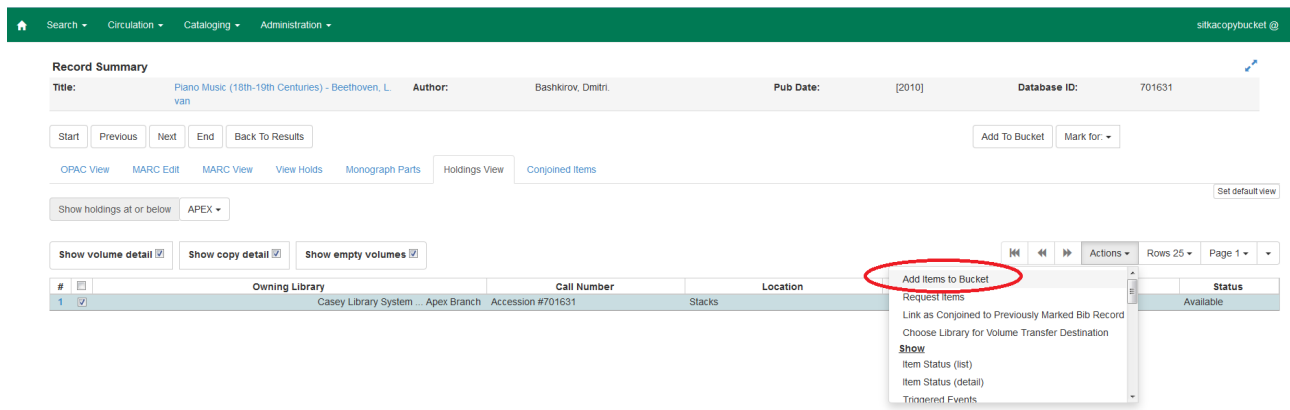 Search Circulation Cataloging Administration sitkacopybucket @
Record Summary
Title: Piano Music (18th-19th Centuries) - Beethoven, L. van Author: Bashkirov, Dmitri. Pub Date: [2010] Database ID: 701631
Start Previous Next End Back To Results Add To Bucket Mark for:
OPAC View MARC Edit MARC View View Holds Monograph Parts Holdings View Conjoined Items
Set default view
Show holdings at or below APEX
Show volume detail Show copy detail Show empty volumes Actions Rows 25 Page 1
# Owning Library Call Number Location Status
1 Casey Library System ... Apex Branch Accession #701631 Stacks Available
Add Items to Bucket
Request Items
Link as Conjoined to Previously Marked Bib Record
Choose Library for Volume Transfer Destination
Show
Item Status (list)
Item Status (detail)
Triggered Events